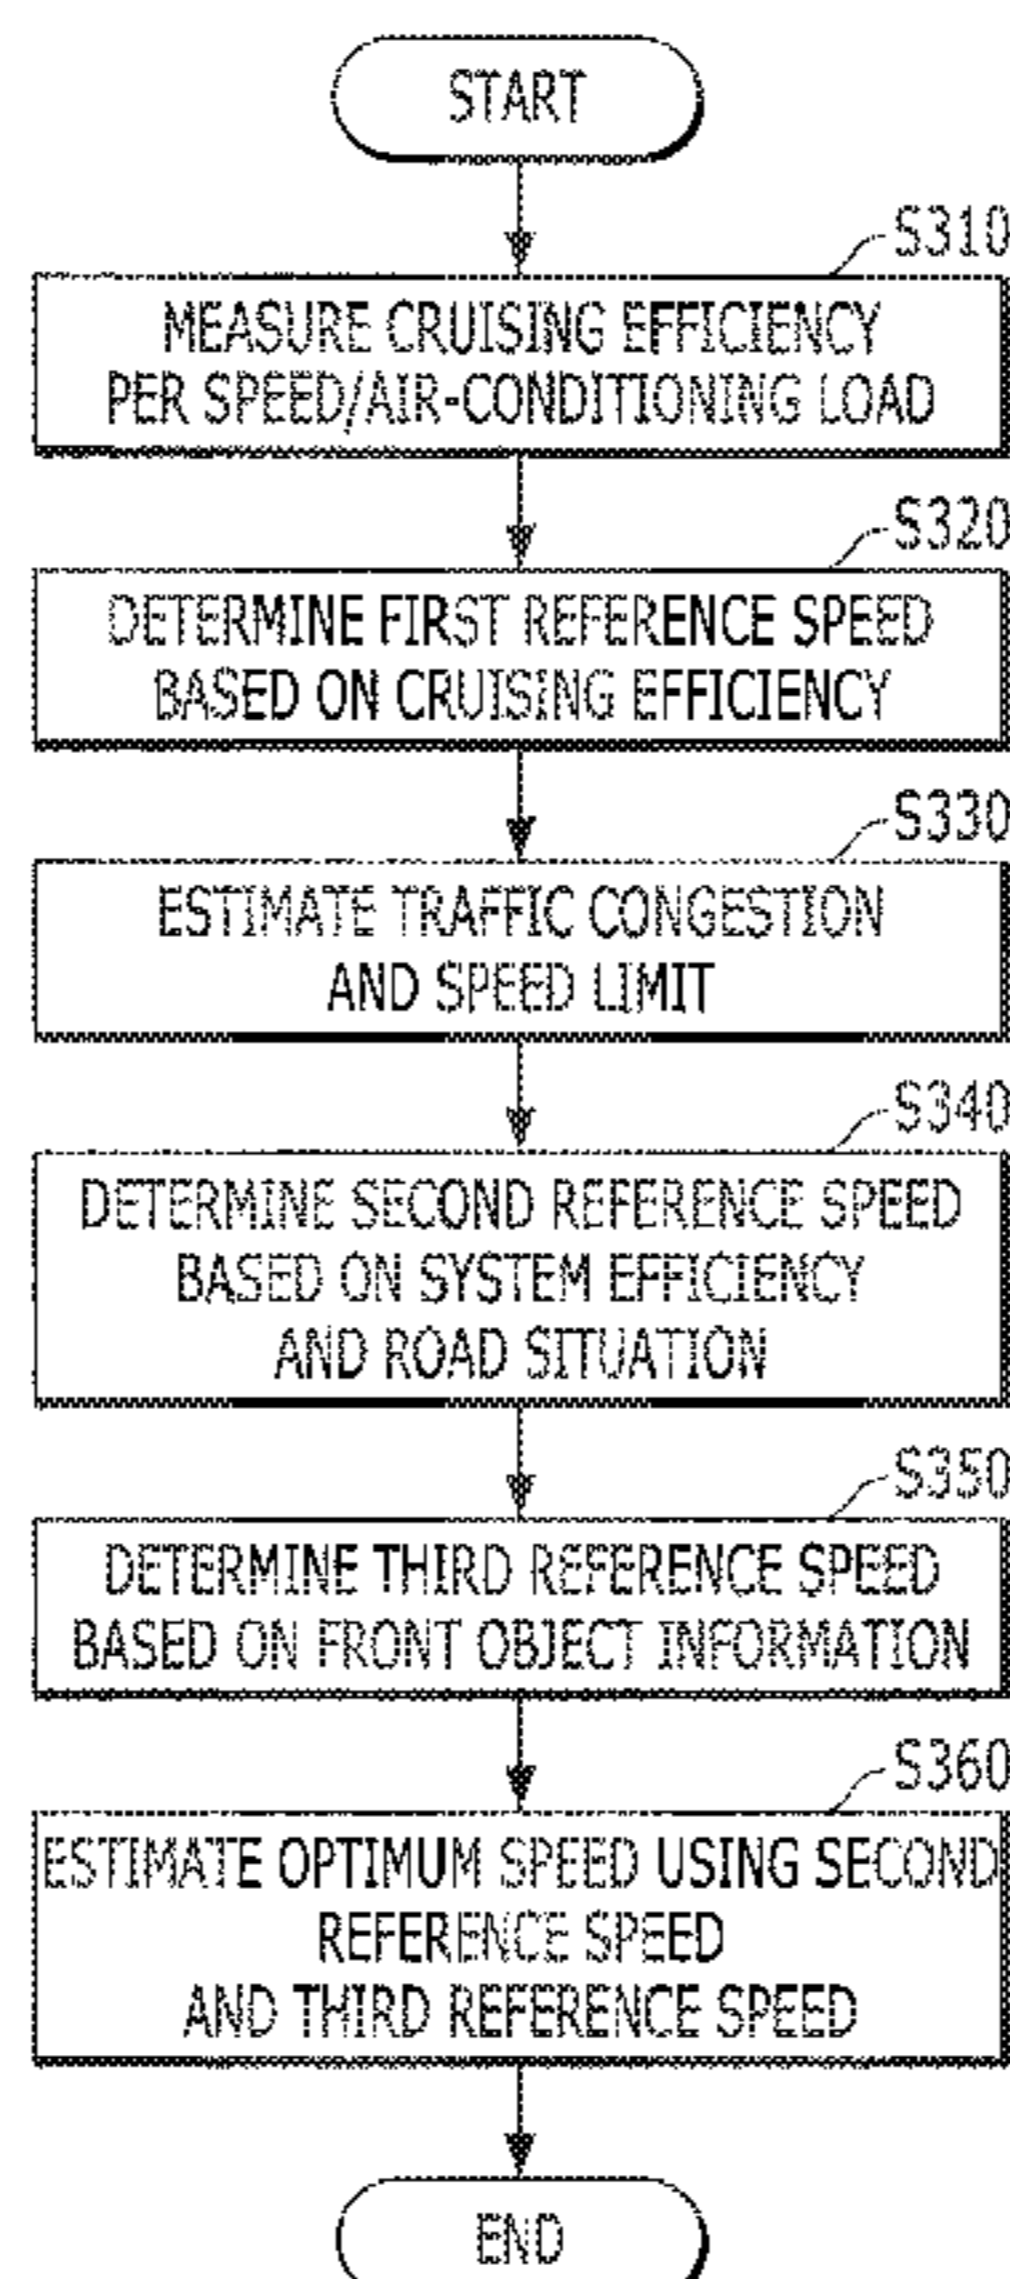 START
S310
MEASURE CRUISING EFFICIENCY
PER SPEED/AIR-CONDITIONING LOAD
S320
DETERMINE FIRST REFERENCE SPEED
BASED ON CRUISING EFFICIENCY
S330
ESTIMATE TRAFFIC CONGESTION
AND SPEED LIMIT
S340
DETERMINE SECOND REFERENCE SPEED
BASED ON SYSTEM EFFICIENCY
AND ROAD SITUATION
S350
DETERMINE THIRD REFERENCE SPEED
BASED ON FRONT OBJECT INFORMATION
S360
ESTIMATE OPTIMUM SPEED USING SECOND
REFERENCE SPEED
AND THIRD REFERENCE SPEED
END